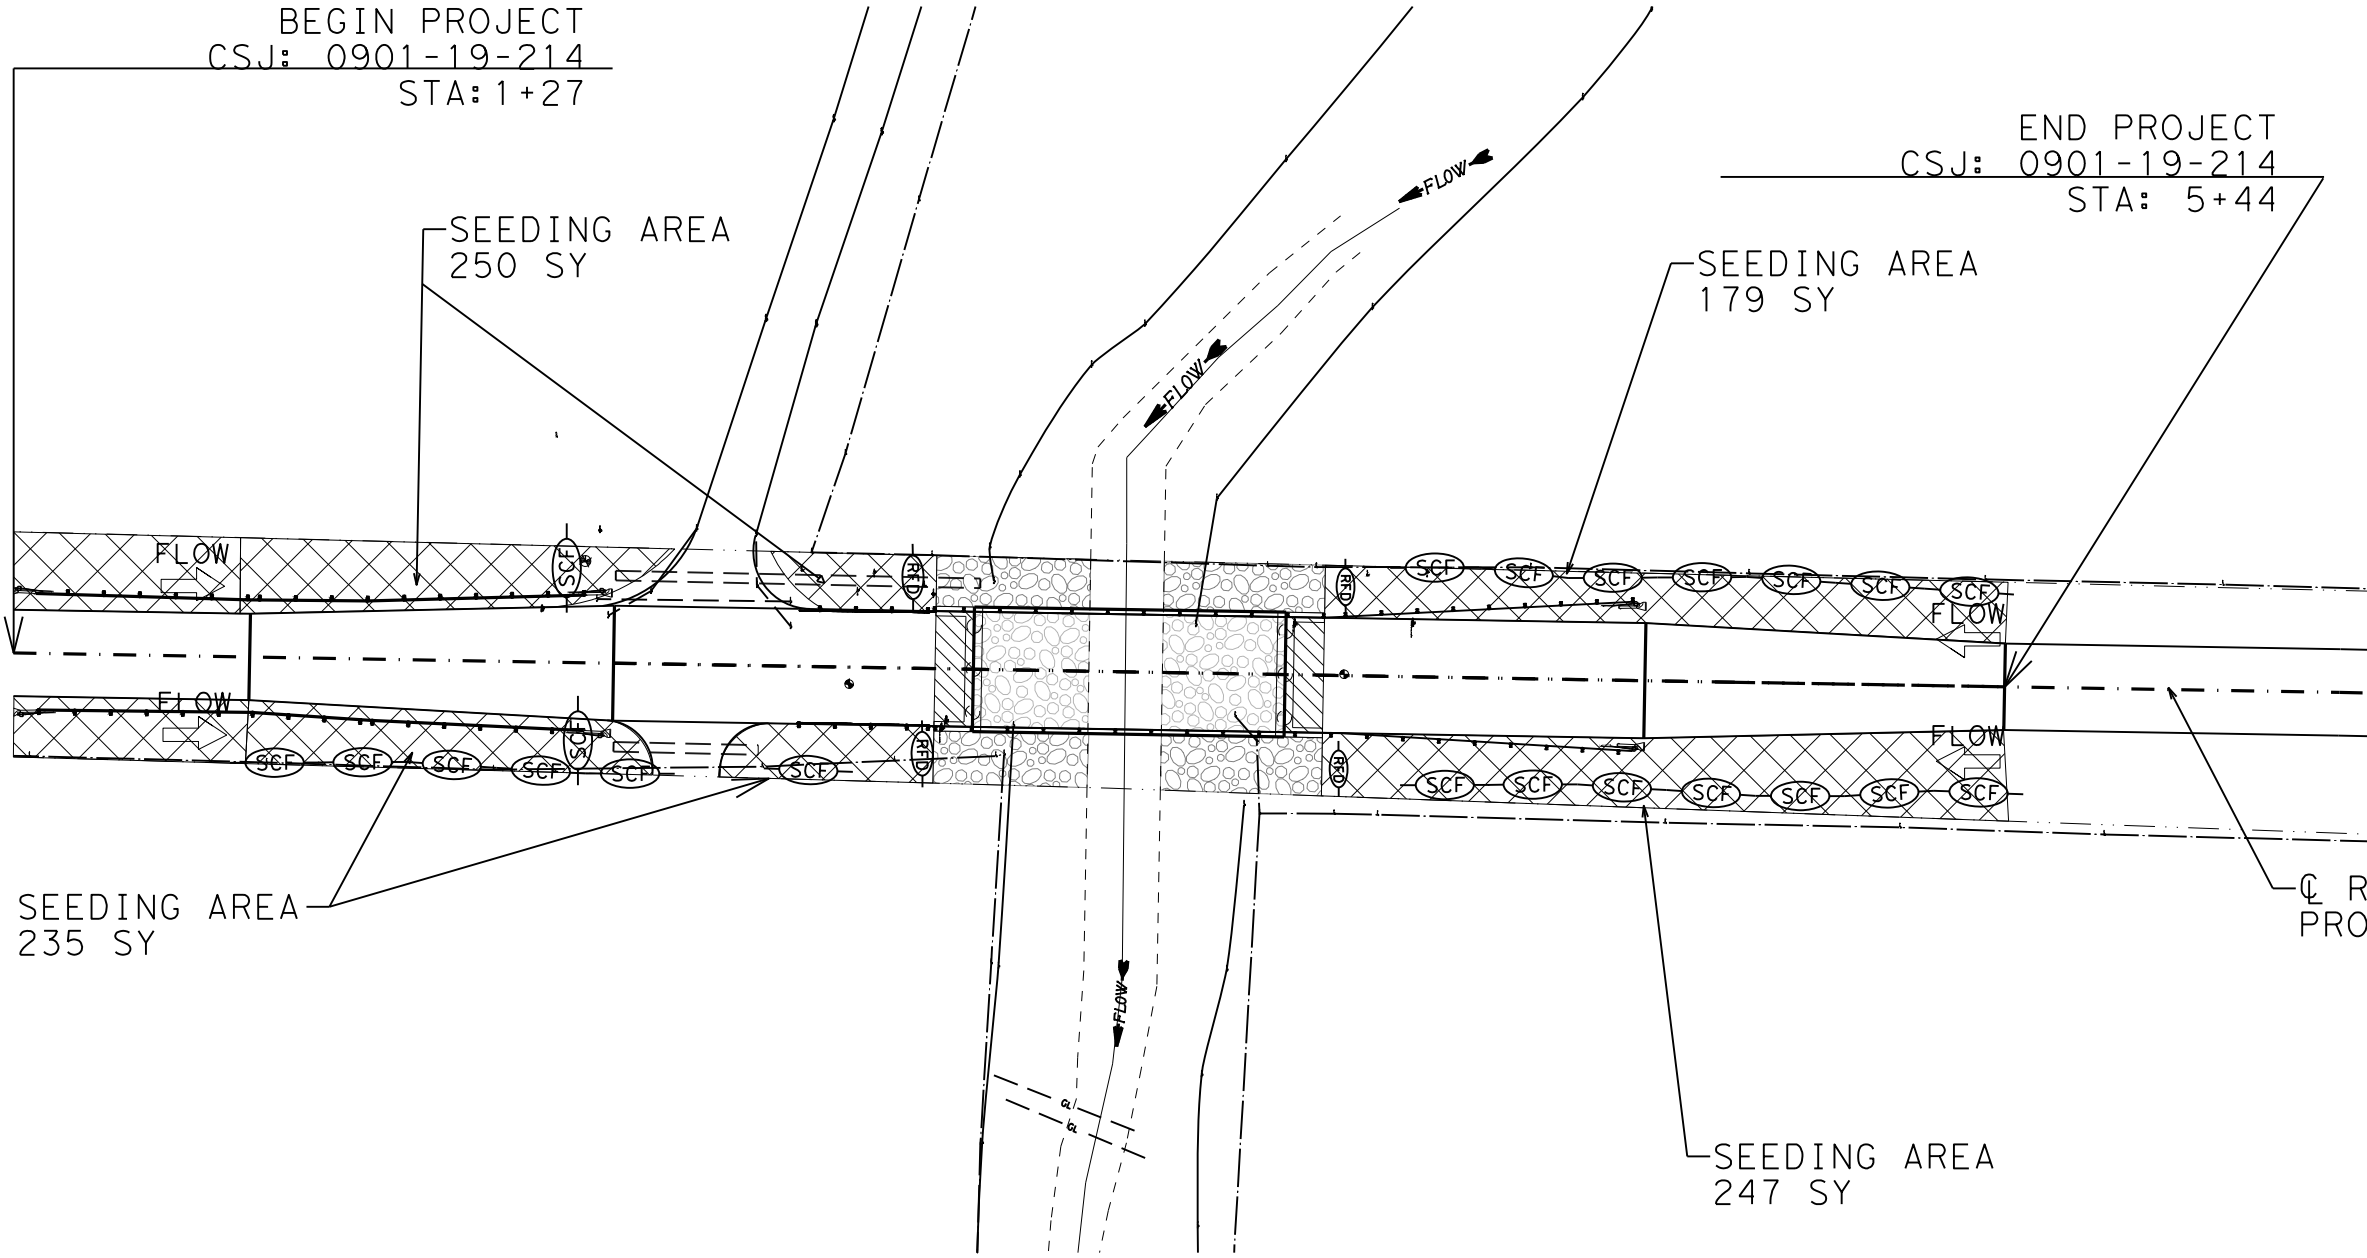 BEGIN PROJECT
CSJ: 0901-19-214
STA: 1+27
END PROJECT
CSJ: 0901-19-214
STA: 5+44
FLOW
SEEDING AREA
250 SY
SEEDING AREA
179 SY
FLOW
FLOW
SCF
RFD
RFD
SCF
SCF
SCF
SCF
SCF
SCF
SCF
FLOW
FLOW
SCF
RFD
RFD
FLOW
SCF
SCF
SCF
SCF
SCF
SCF
SCF
SCF
SCF
SCF
SCF
SCF
SCF
SEEDING AREA
235 SY
℄ R
PRO
FLOW
GL
GL
SEEDING AREA
247 SY